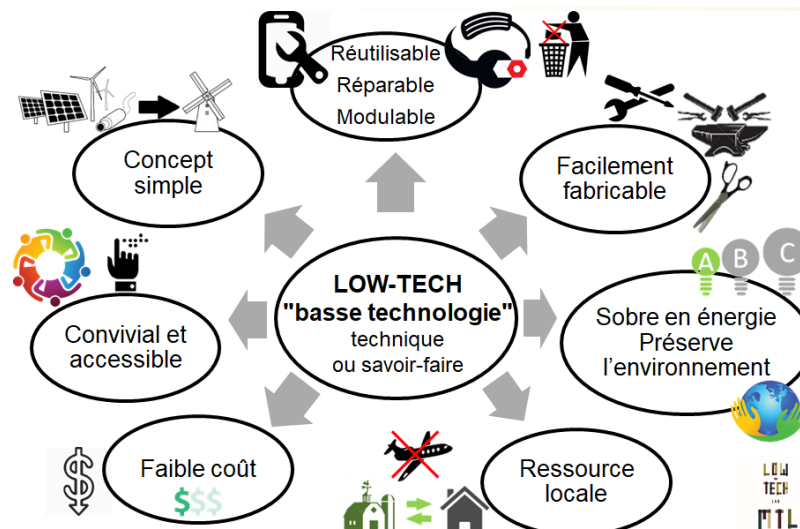 Réutilisable
Réparable
Modulable
Concept
simple
Facilement
fabricable
LOW-TECH
"basse technologie"
technique
ou savoir-faire
A B C
Sobre en énergie
Préserve
l'environnement
Convivial et
accessible
Faible coût
$$$
Ressource
locale
LOW
TECH
LAB
MTL